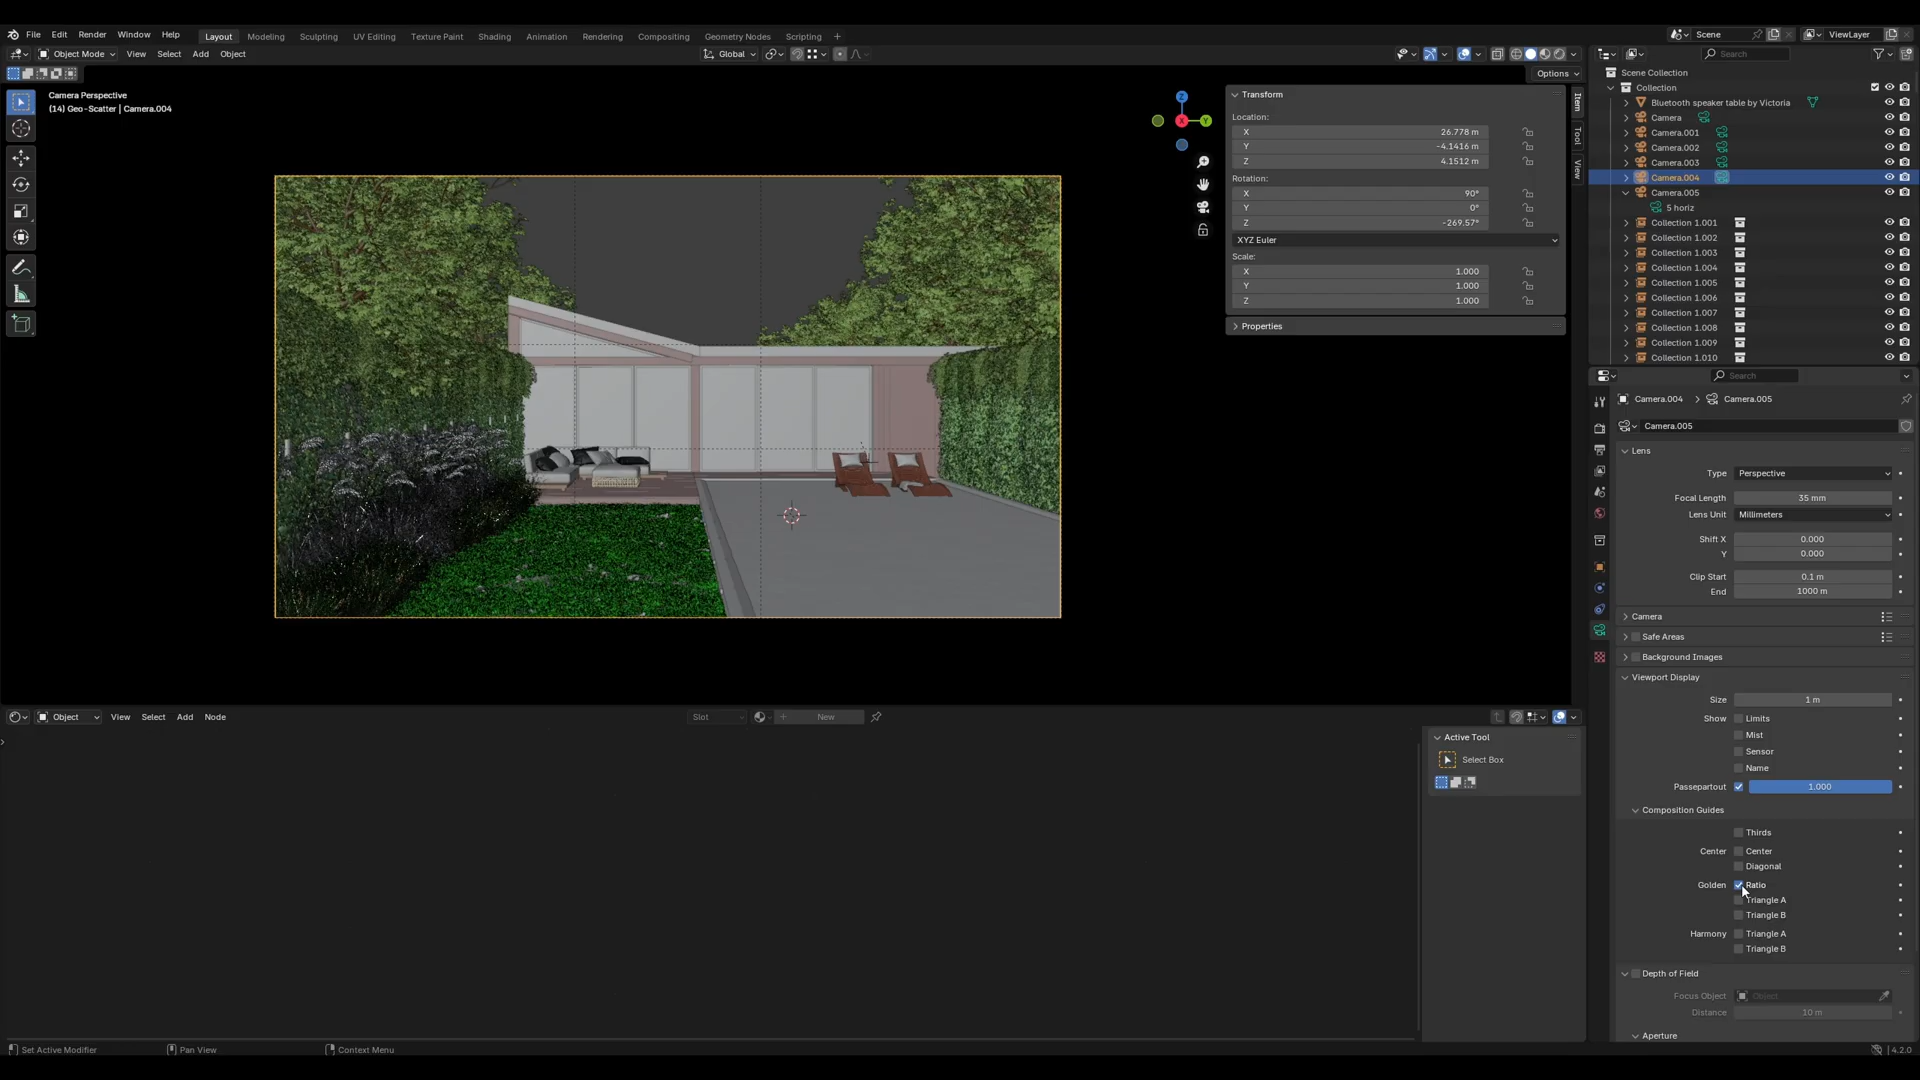 File Edit Render Window Help Layout Modeling Sculpting UV Editing Texture Paint Shading Animation Rendering Compositing Geometry Nodes Scripting + Scene ViewLayer
Object Mode View Select Add Object Global Search
Options
Camera Perspective
(14) Geo-Scatter | Camera.004
Z
X
Y
Transform
Location:
X 26.778 m
Y -4.1416 m
Z 4.1512 m
Rotation:
X 90°
Y 0°
Z -269.57°
XYZ Euler
Scale:
X 1.000
Y 1.000
Z 1.000
Properties
Item
Tool
View
Scene Collection
Collection
Bluetooth speaker table by Victoria
Camera
Camera.001
Camera.002
Camera.003
Camera.004
Camera.005
5 horiz
Collection 1.001
Collection 1.002
Collection 1.003
Collection 1.004
Collection 1.005
Collection 1.006
Collection 1.007
Collection 1.008
Collection 1.009
Collection 1.010
Search
Camera.004 Camera.005
Camera.005
Lens
Type Perspective
Focal Length 35 mm
Lens Unit Millimeters
Shift X 0.000
Y 0.000
Clip Start 0.1 m
End 1000 m
Camera
Safe Areas
Background Images
Viewport Display
Size 1 m
Show Limits
Mist
Sensor
Name
Passepartout 1.000
Composition Guides
Thirds
Center Center
Diagonal
Golden Ratio
Triangle A
Triangle B
Harmony Triangle A
Triangle B
Depth of Field
Focus Object Object
Distance 10 m
Aperture
Object View Select Add Node Slot New
Active Tool
Select Box
Set Active Modifier Pan View Context Menu 4.2.0